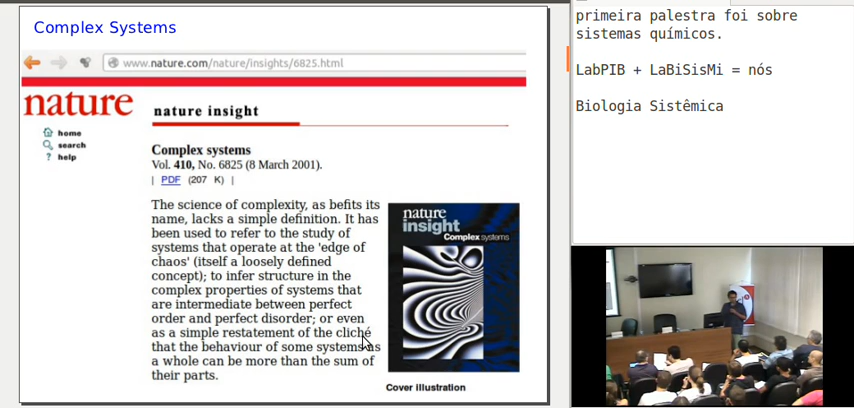 Complex Systems
www.nature.com/nature/insights/6825.html
nature
nature insight
home
search
help
Complex systems
Vol. 410, No. 6825 (8 March 2001).
| PDF (207 K) |
The science of complexity, as befits its
name, lacks a simple definition. It has
been used to refer to the study of
systems that operate at the 'edge of
chaos' (itself a loosely defined
concept); to infer structure in the
complex properties of systems that
are intermediate between perfect
order and perfect disorder; or even
as a simple restatement of the cliché
that the behaviour of some systems as
a whole can be more than the sum of
their parts.
nature
insight
Complex systems
Cover illustration
primeira palestra foi sobre
sistemas químicos.
LabPIB + LaBiSisMi = nós
Biologia Sistêmica